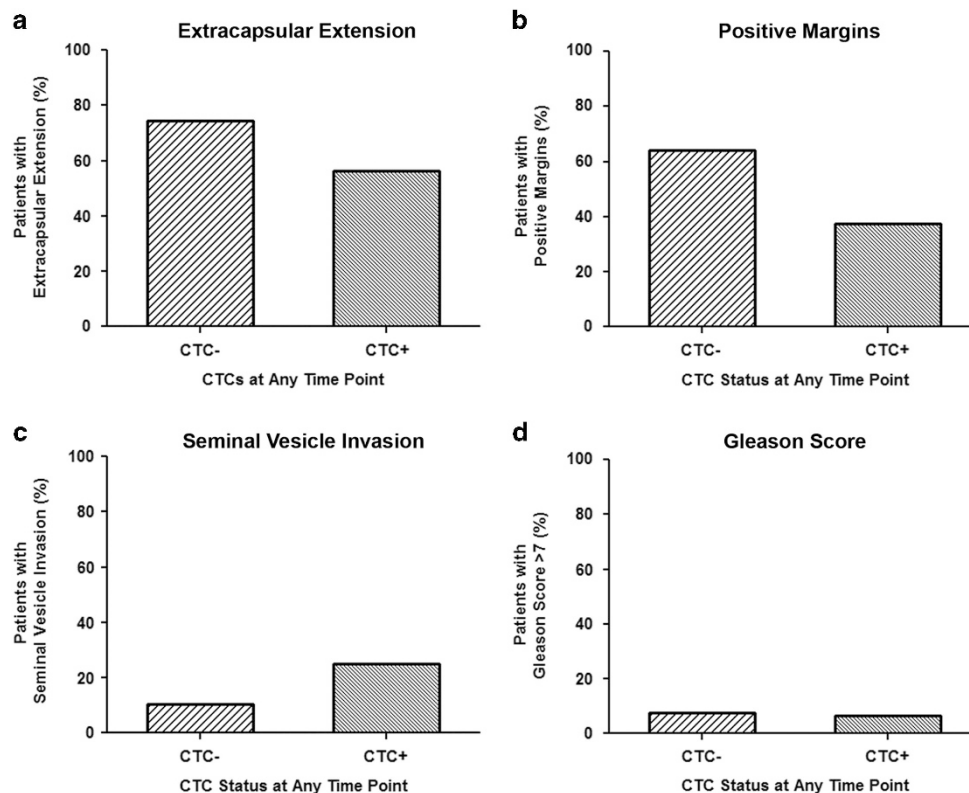 a
Extracapsular Extension
Patients with
Extracapsular Extension (%)
100
80
60
40
20
0
CTC-
CTC+
CTCs at Any Time Point
b
Positive Margins
Patients with
Positive Margins (%)
100
80
60
40
20
0
CTC-
CTC+
CTC Status at Any Time Point
c
Seminal Vesicle Invasion
Patients with
Seminal Vesicle Invasion (%)
100
80
60
40
20
0
CTC-
CTC+
CTC Status at Any Time Point
d
Gleason Score
Patients with
Gleason Score >7 (%)
100
80
60
40
20
0
CTC-
CTC+
CTC Status at Any Time Point